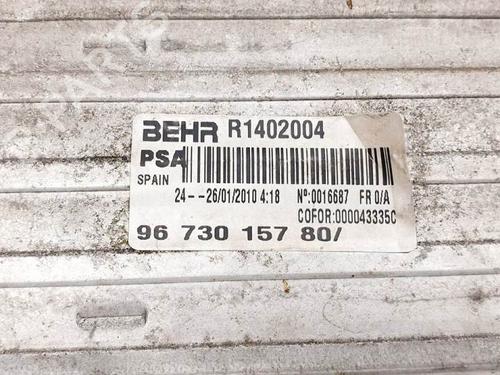 BEHR R1402004
PSA
SPAIN
24--26/01/2010 4:18 Nº:0016687 FR 0/A
COFOR:000043335C
96 730 157 80/